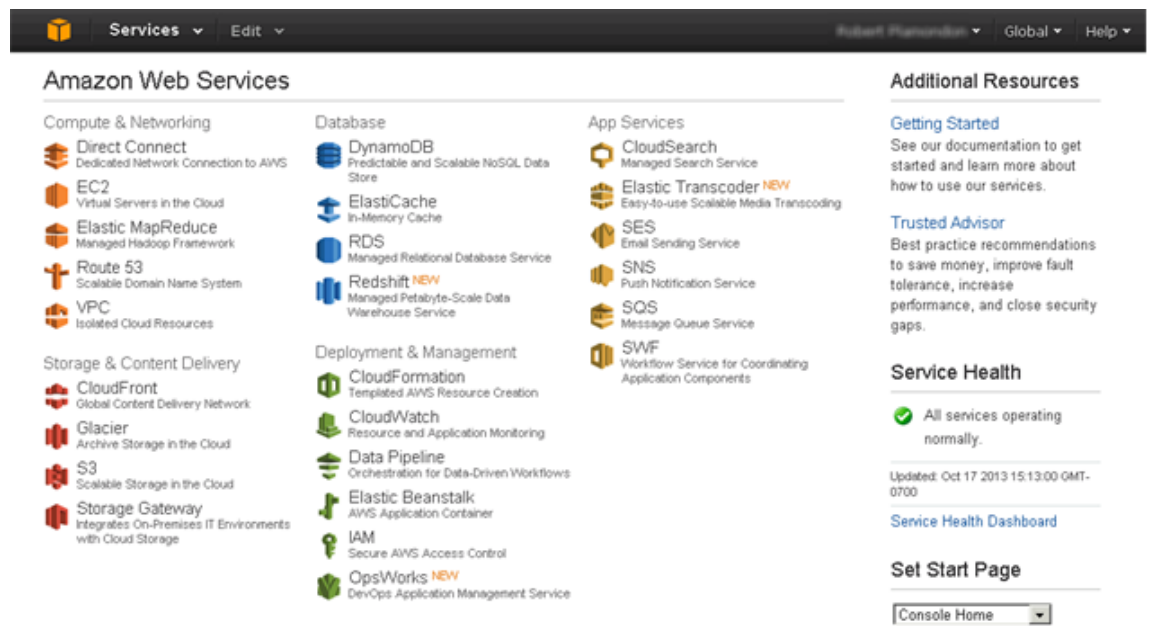 Services
Edit
Global
Help
Amazon Web Services
Compute & Networking
Direct Connect
Dedicated Network Connection to AWS
EC2
Virtual Servers in the Cloud
Elastic MapReduce
Managed Hadoop Framework
Route 53
Scalable Domain Name System
VPC
Isolated Cloud Resources
Storage & Content Delivery
CloudFront
Global Content Delivery Network
Glacier
Archive Storage in the Cloud
S3
Scalable Storage in the Cloud
Storage Gateway
Integrates On-Premises IT Environments
with Cloud Storage
Database
DynamoDB
Predictable and Scalable NoSQL Data
Store
ElastiCache
In-Memory Cache
RDS
Managed Relational Database Service
Redshift NEW
Managed Petabyte-Scale Data
Warehouse Service
Deployment & Management
CloudFormation
Templated AWS Resource Creation
CloudWatch
Resource and Application Monitoring
Data Pipeline
Orchestration for Data-Driven Workflows
Elastic Beanstalk
AWS Application Container
IAM
Secure AWS Access Control
OpsWorks NEW
DevOps Application Management Service
App Services
CloudSearch
Managed Search Service
Elastic Transcoder NEW
Easy-to-use Scalable Media Transcoding
SES
Email Sending Service
SNS
Push Notification Service
SQS
Message Queue Service
SWF
Workflow Service for Coordinating
Application Components
Additional Resources
Getting Started
See our documentation to get
started and learn more about
how to use our services.
Trusted Advisor
Best practice recommendations
to save money, improve fault
tolerance, increase
performance, and close security
gaps.
Service Health
All services operating
normally.
Updated: Oct 17 2013 15:13:00 GMT-
0700
Service Health Dashboard
Set Start Page
Console Home